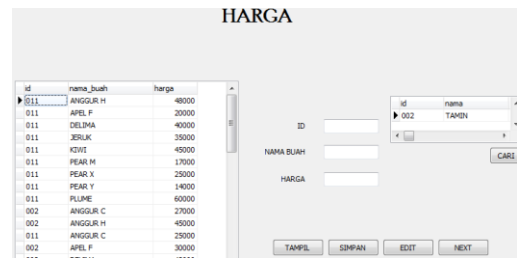 HARGA
id nama_buah harga
011 ANGGUR H 48000
011 APEL F 20000
011 DELIMA 40000
011 JERUK 35000
011 KIWI 45000
011 PEAR M 17000
011 PEAR X 25000
011 PEAR Y 14000
011 PLUME 60000
002 ANGGUR C 27000
002 ANGGUR H 45000
011 ANGGUR C 25000
002 APEL F 30000
ID
NAMA BUAH
HARGA
id nama
002 TAMIN
CARI
TAMPIL SIMPAN EDIT NEXT